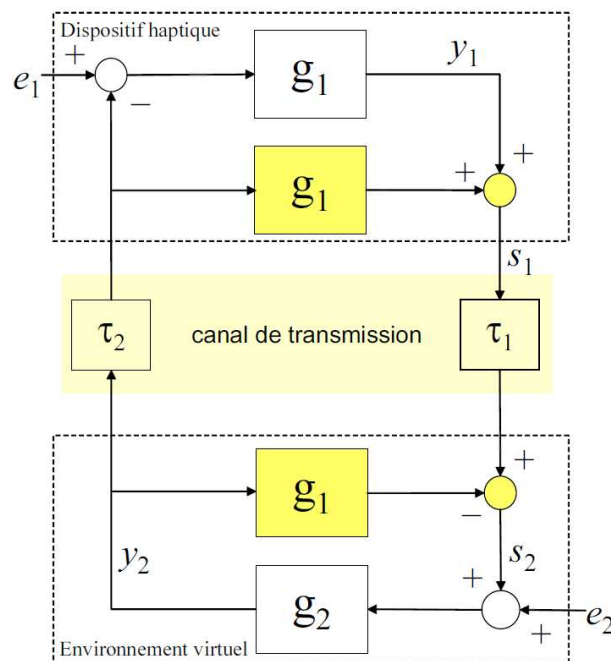 Dispositif haptique
+
e₁
−
g₁
y₁
+
+
g₁
s₁
τ₂
canal de transmission
τ₁
+
g₁
−
y₂
s₂
+
g₂
+
e₂
Environnement virtuel